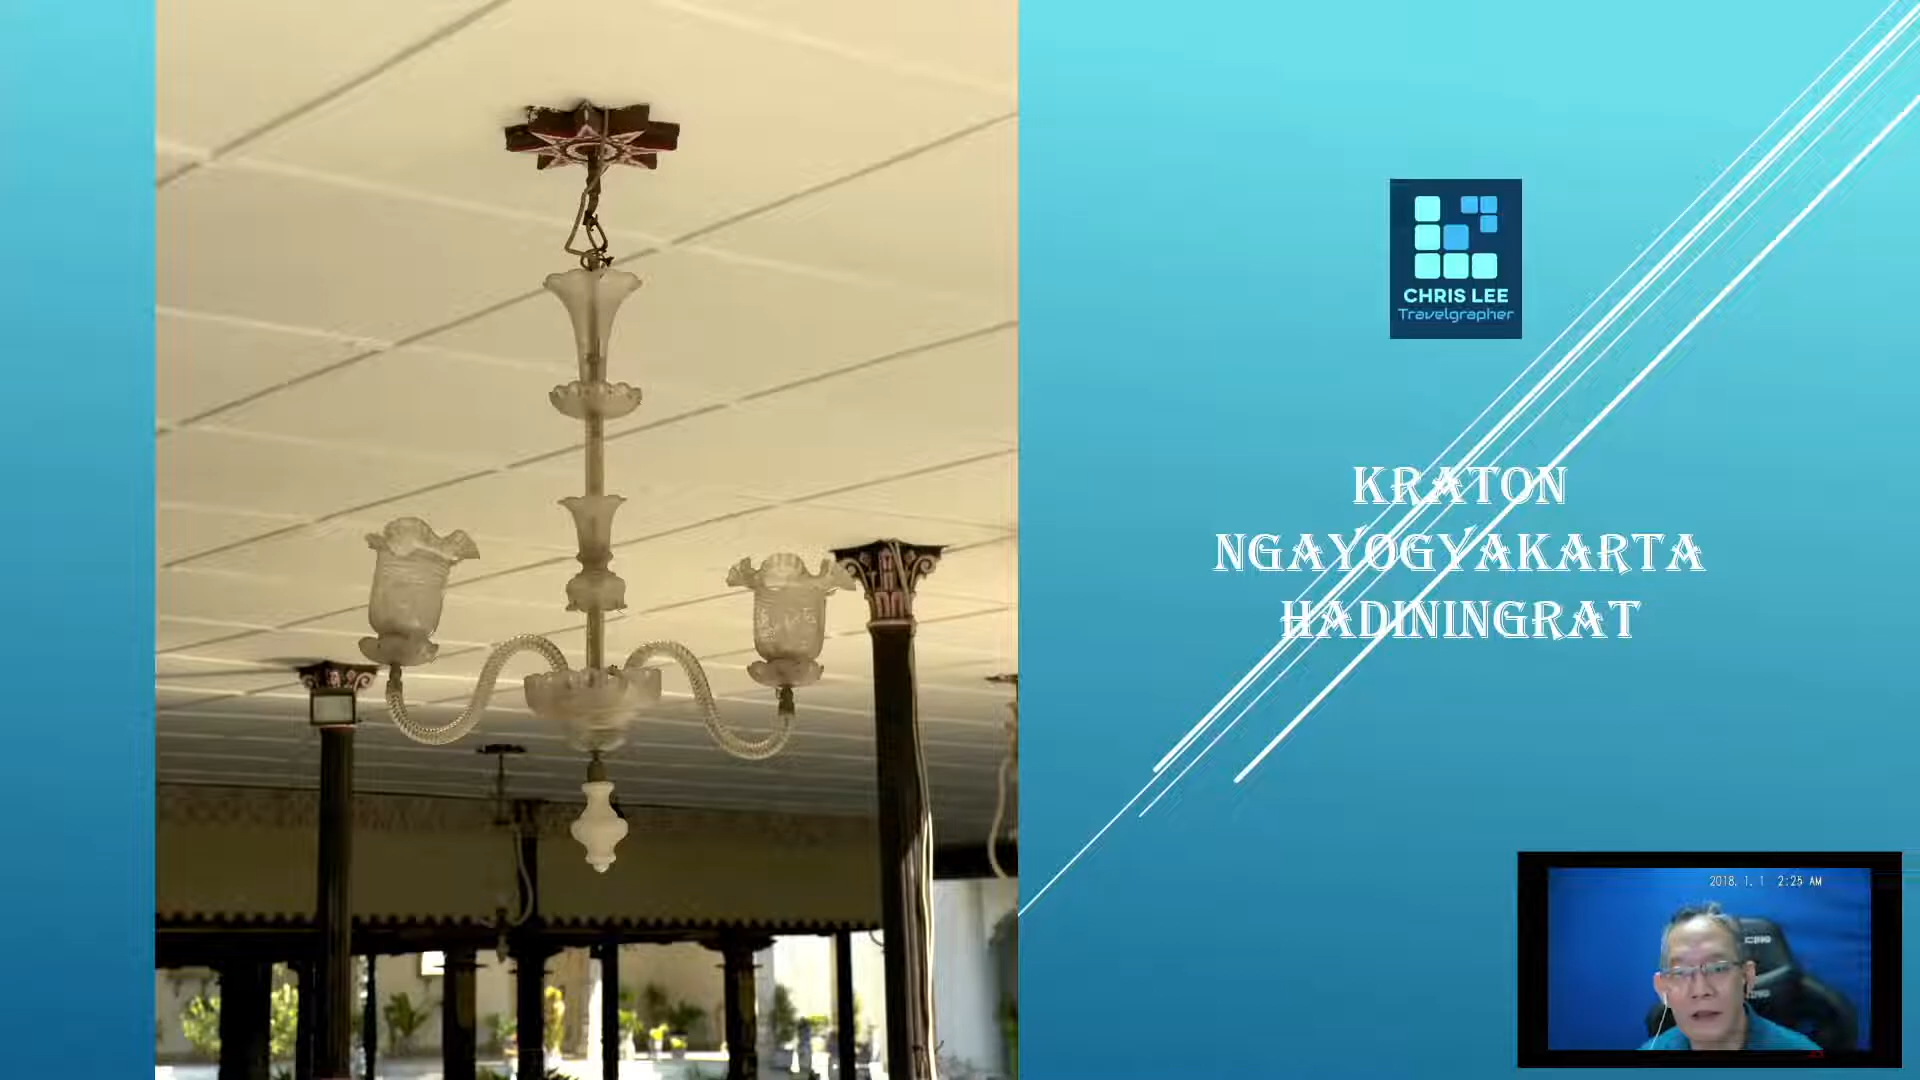 CHRIS LEE
Travelgrapher
KRATON
NGAYOGYAKARTA
HADININGRAT
2018. 1. 1 2:25 AM